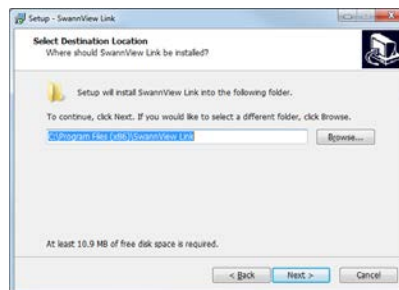 Setup - SwannView Link
Select Destination Location
Where should SwannView Link be installed?
Setup will install SwannView Link into the following folder.
To continue, click Next. If you would like to select a different folder, click Browse.
C:\Program Files (x86)\SwannView Link
Browse...
At least 10.9 MB of free disk space is required.
< Back
Next >
Cancel